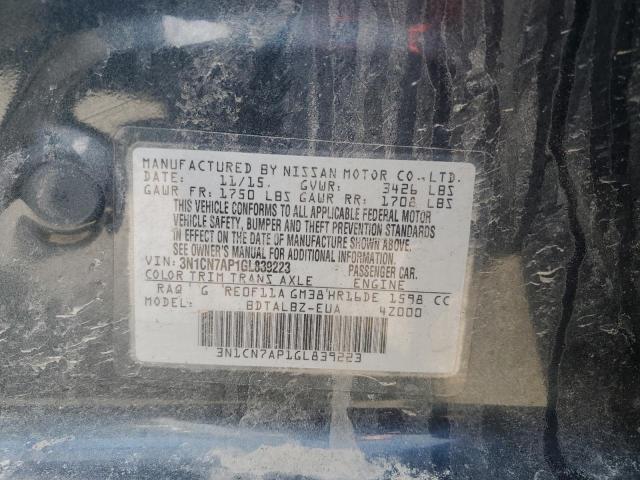 MANUFACTURED BY NISSAN MOTOR CO.,LTD.
DATE: 11/15. GVWR: 3426 LBS
GAWR FR: 1750 LBS GAWR RR: 1708 LBS
THIS VEHICLE CONFORMS TO ALL APPLICABLE FEDERAL MOTOR
VEHICLE SAFETY, BUMPER AND THEFT PREVENTION STANDARDS
IN EFFECT ON THE DATE OF MANUFACTURE SHOWN ABOVE.
SEE OWNER'S MANUAL FOR ADDITIONAL INFORMATION.
VIN: 3N1CN7AP1GL839223 PASSENGER CAR.
COLOR TRIM TRANS AXLE ENGINE
RAQ G RE0F11A GM38 HR16DE 1598 CC
MODEL: BDTALBZ-EUA 42000
3N1CN7AP1GL839223